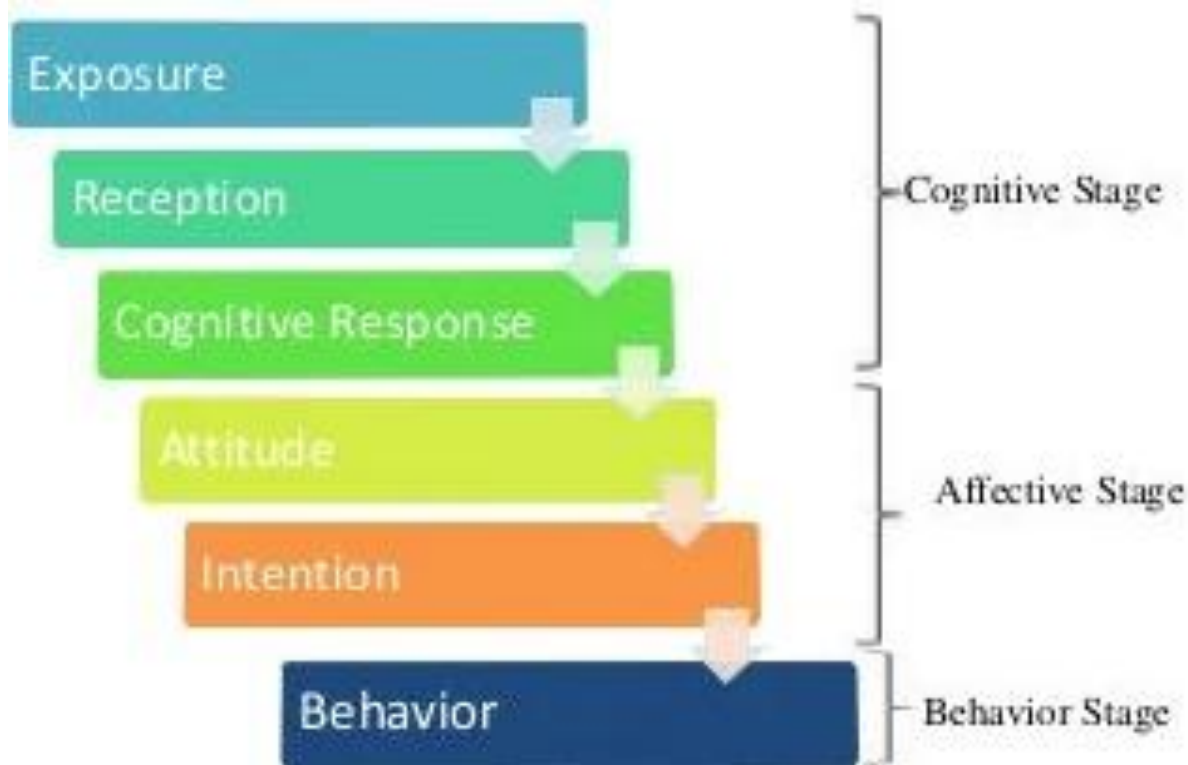 Exposure
Reception
Cognitive Response
Attitude
Intention
Behavior
Cognitive Stage
Affective Stage
Behavior Stage